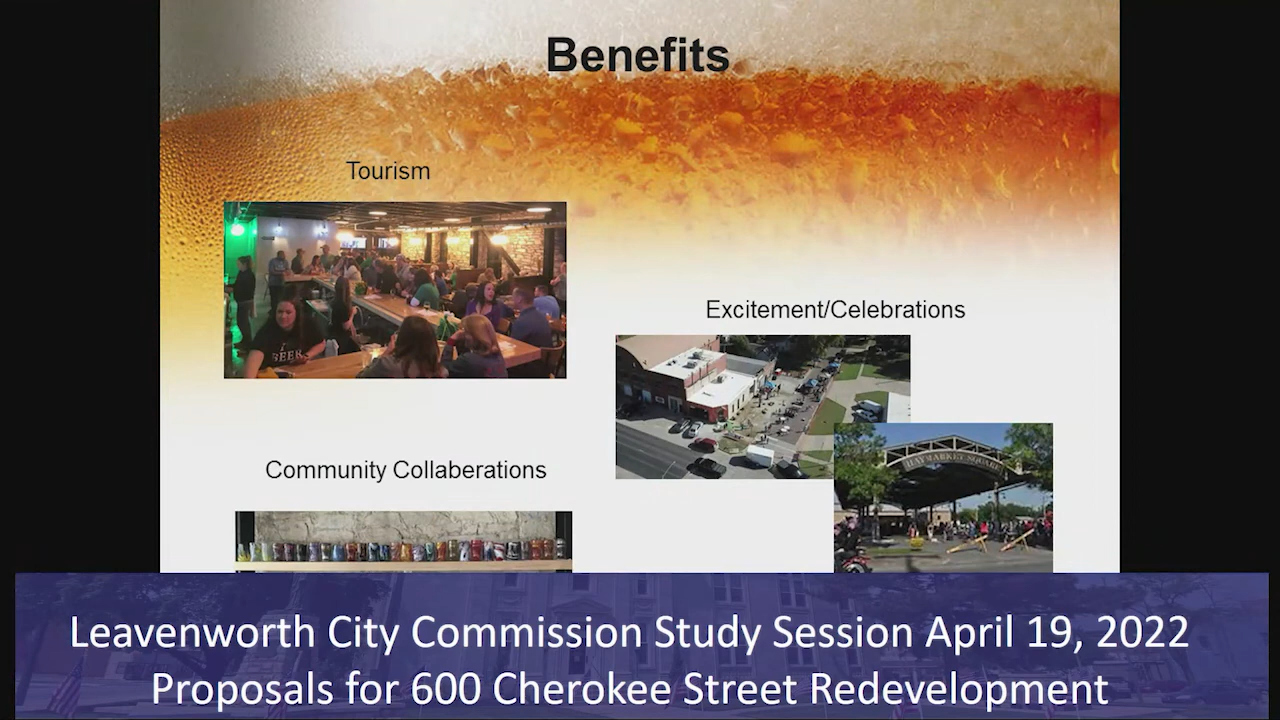 Benefits
Tourism
BEER
Excitement/Celebrations
HAYMARKET SQUARE
Community Collaberations
Leavenworth City Commission Study Session April 19, 2022
Proposals for 600 Cherokee Street Redevelopment